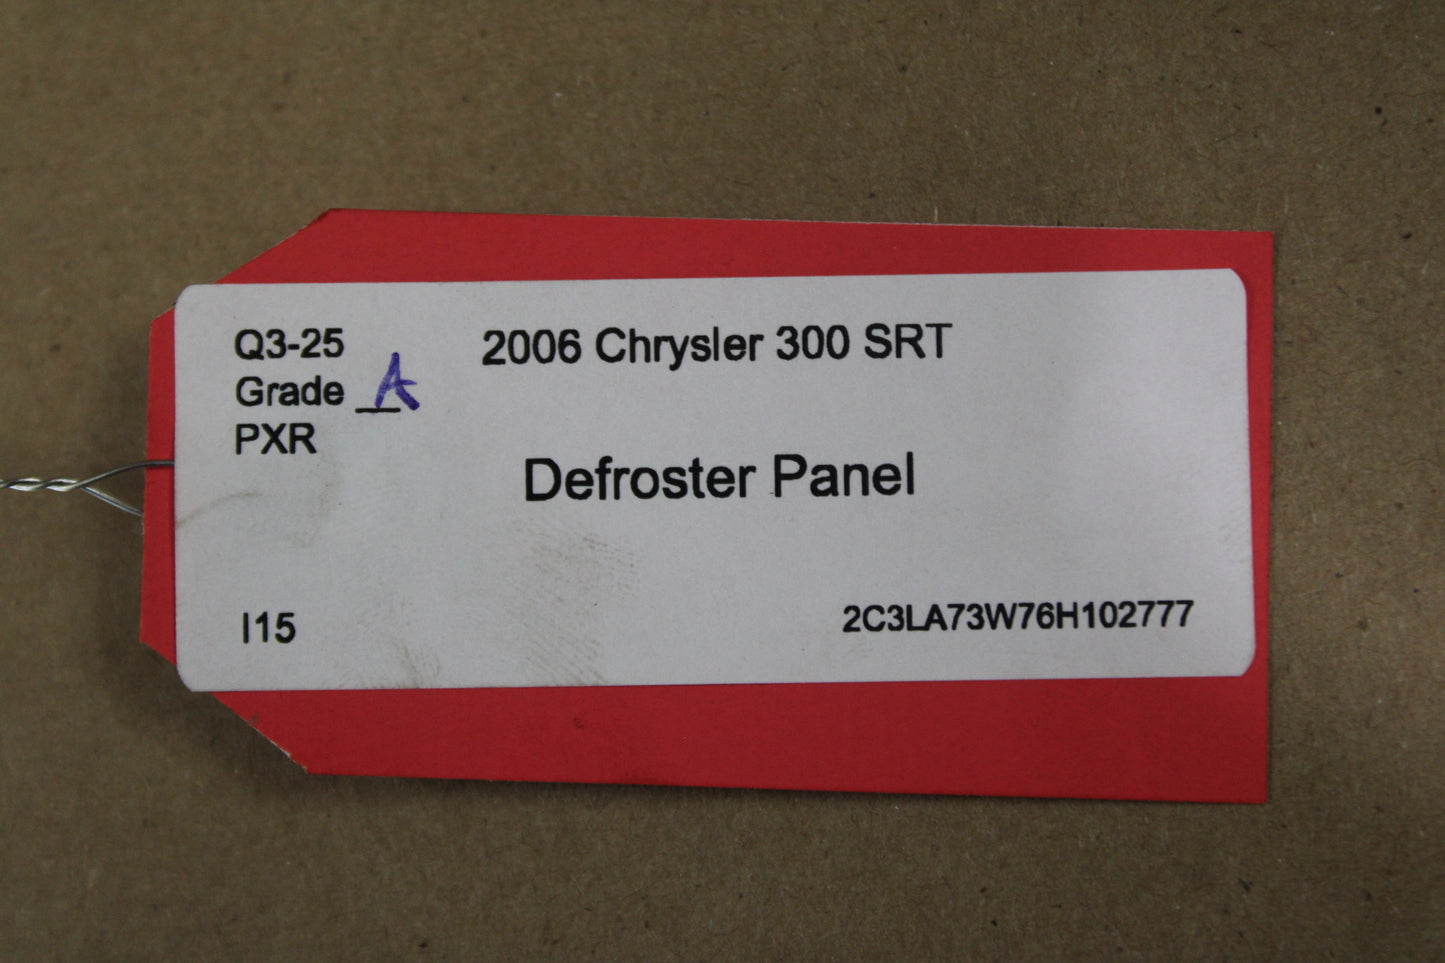 Q3-25
2006 Chrysler 300 SRT
Grade A
PXR
Defroster Panel
I15
2C3LA73W76H102777